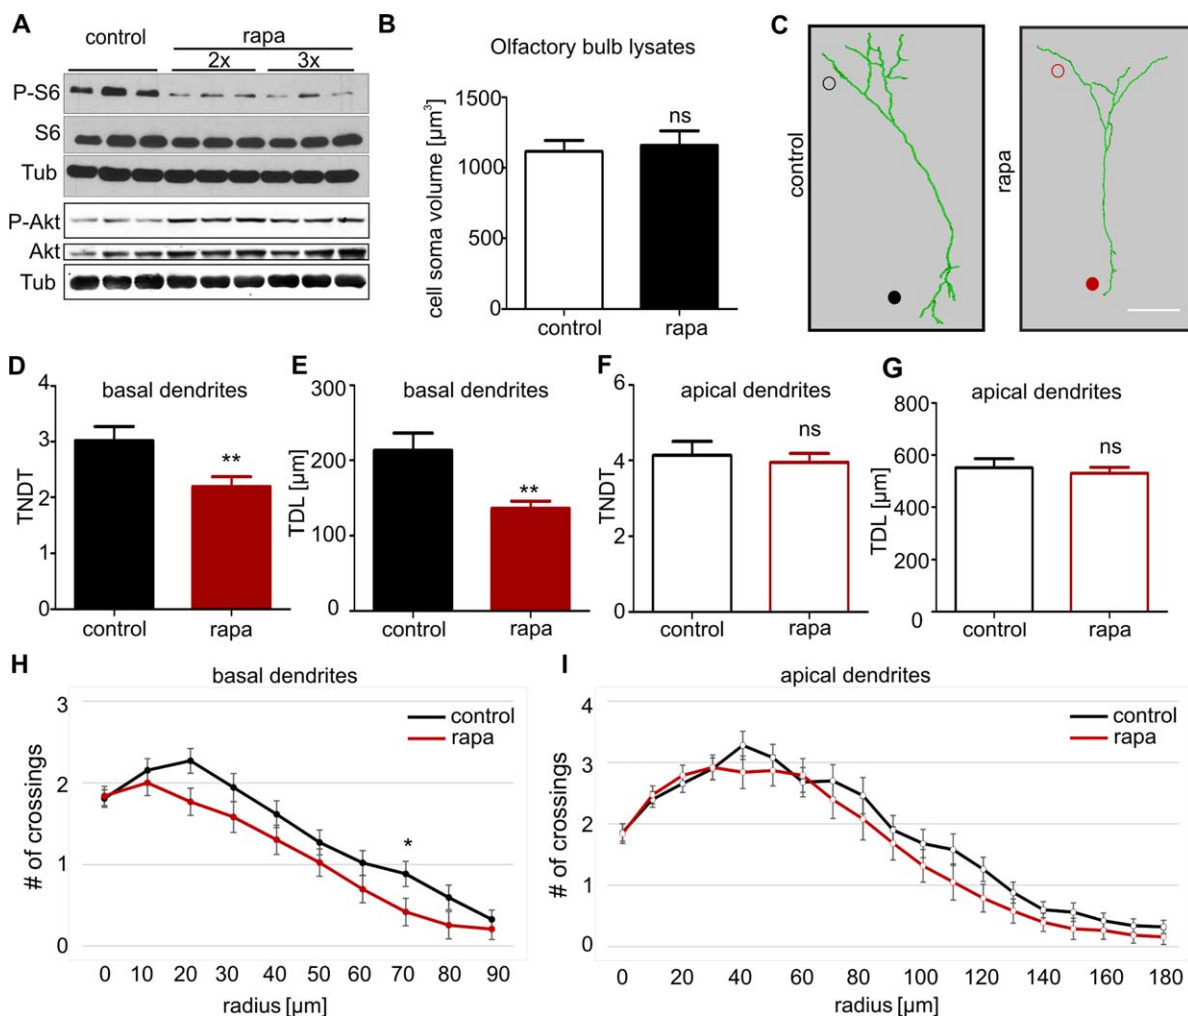 A
control
rapa
2x
3x
P-S6
S6
Tub
P-Akt
Akt
Tub
B
Olfactory bulb lysates
cell soma volume [µm³]
1500
1000
500
0
ns
control
rapa
C
control
rapa
D
basal dendrites
TNDT
4
3
2
1
0
**
control
rapa
E
basal dendrites
TDL [µm]
300
200
100
0
**
control
rapa
F
apical dendrites
TNDT
6
4
2
0
ns
control
rapa
G
apical dendrites
TDL [µm]
800
600
400
200
0
ns
control
rapa
H
basal dendrites
# of crossings
3
2
1
0
control
rapa
*
0 10 20 30 40 50 60 70 80 90
radius [µm]
I
apical dendrites
# of crossings
4
3
2
1
0
control
rapa
0 20 40 60 80 100 120 140 160 180
radius [µm]